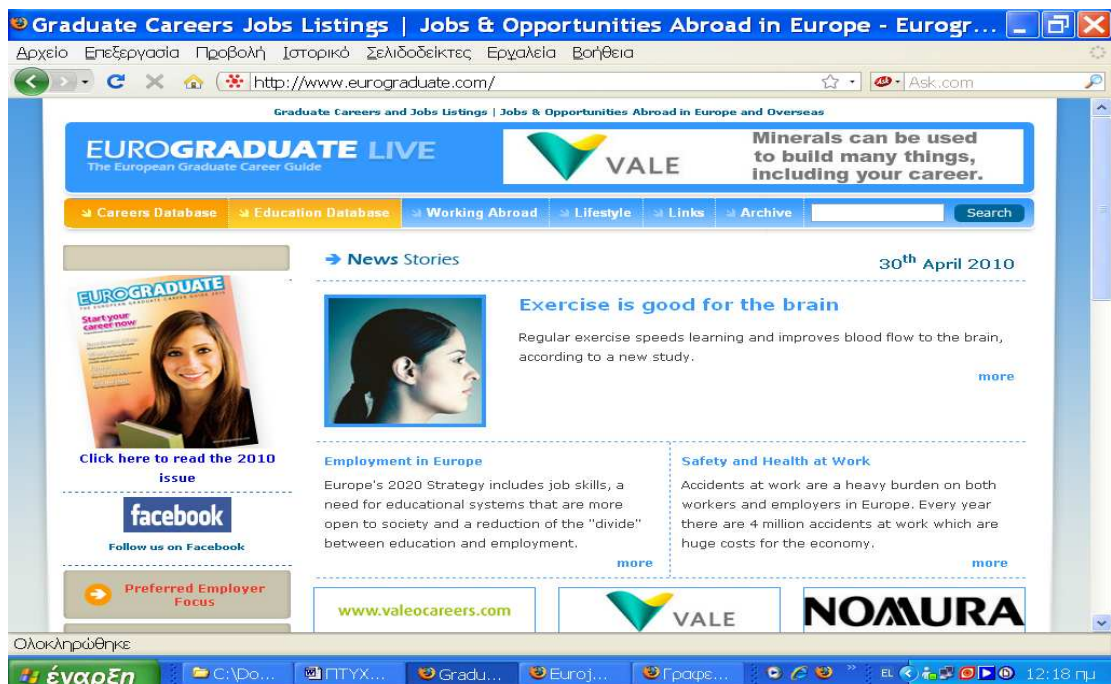 Graduate Careers Jobs Listings | Jobs & Opportunities Abroad in Europe - Eurogr...
Αρχείο Επεξεργασία Προβολή Ιστορικό Σελιδοδείκτες Εργαλεία Βοήθεια
http://www.eurograduate.com/ Ask.com
Graduate Careers and Jobs Listings | Jobs & Opportunities Abroad in Europe and Overseas
EUROGRADUATE LIVE
The European Graduate Career Guide
VALE
Minerals can be used
to build many things,
including your career.
Careers Database Education Database Working Abroad Lifestyle Links Archive Search
News Stories
30th April 2010
EUROGRADUATE
THE EUROPEAN GRADUATE CAREER GUIDE 2010
Start your
career now
Click here to read the 2010
issue
facebook
Follow us on Facebook
Preferred Employer
Focus
Exercise is good for the brain
Regular exercise speeds learning and improves blood flow to the brain,
according to a new study.
more
Employment in Europe
Europe's 2020 Strategy includes job skills, a
need for educational systems that are more
open to society and a reduction of the "divide"
between education and employment.
more
Safety and Health at Work
Accidents at work are a heavy burden on both
workers and employers in Europe. Every year
there are 4 million accidents at work which are
huge costs for the economy.
more
www.valeocareers.com
VALE
NOMURA
Ολοκληρώθηκε
έναρξη C:\Do... ΠΤΥΧ... Gradu... Euroj... Γραφε... EL 12:18 πμ